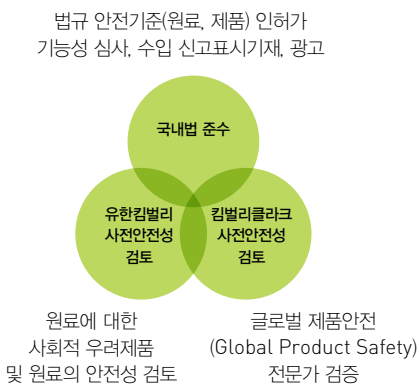 법규 안전기준(원료, 제품) 인허가
기능성 심사, 수입 신고표시기재, 광고
국내법 준수
유한킴벌리
사전안전성
검토
킴벌리클라크
사전안전성
검토
원료에 대한
사회적 우려제품
및 원료의 안전성 검토
글로벌 제품안전
(Global Product Safety)
전문가 검증